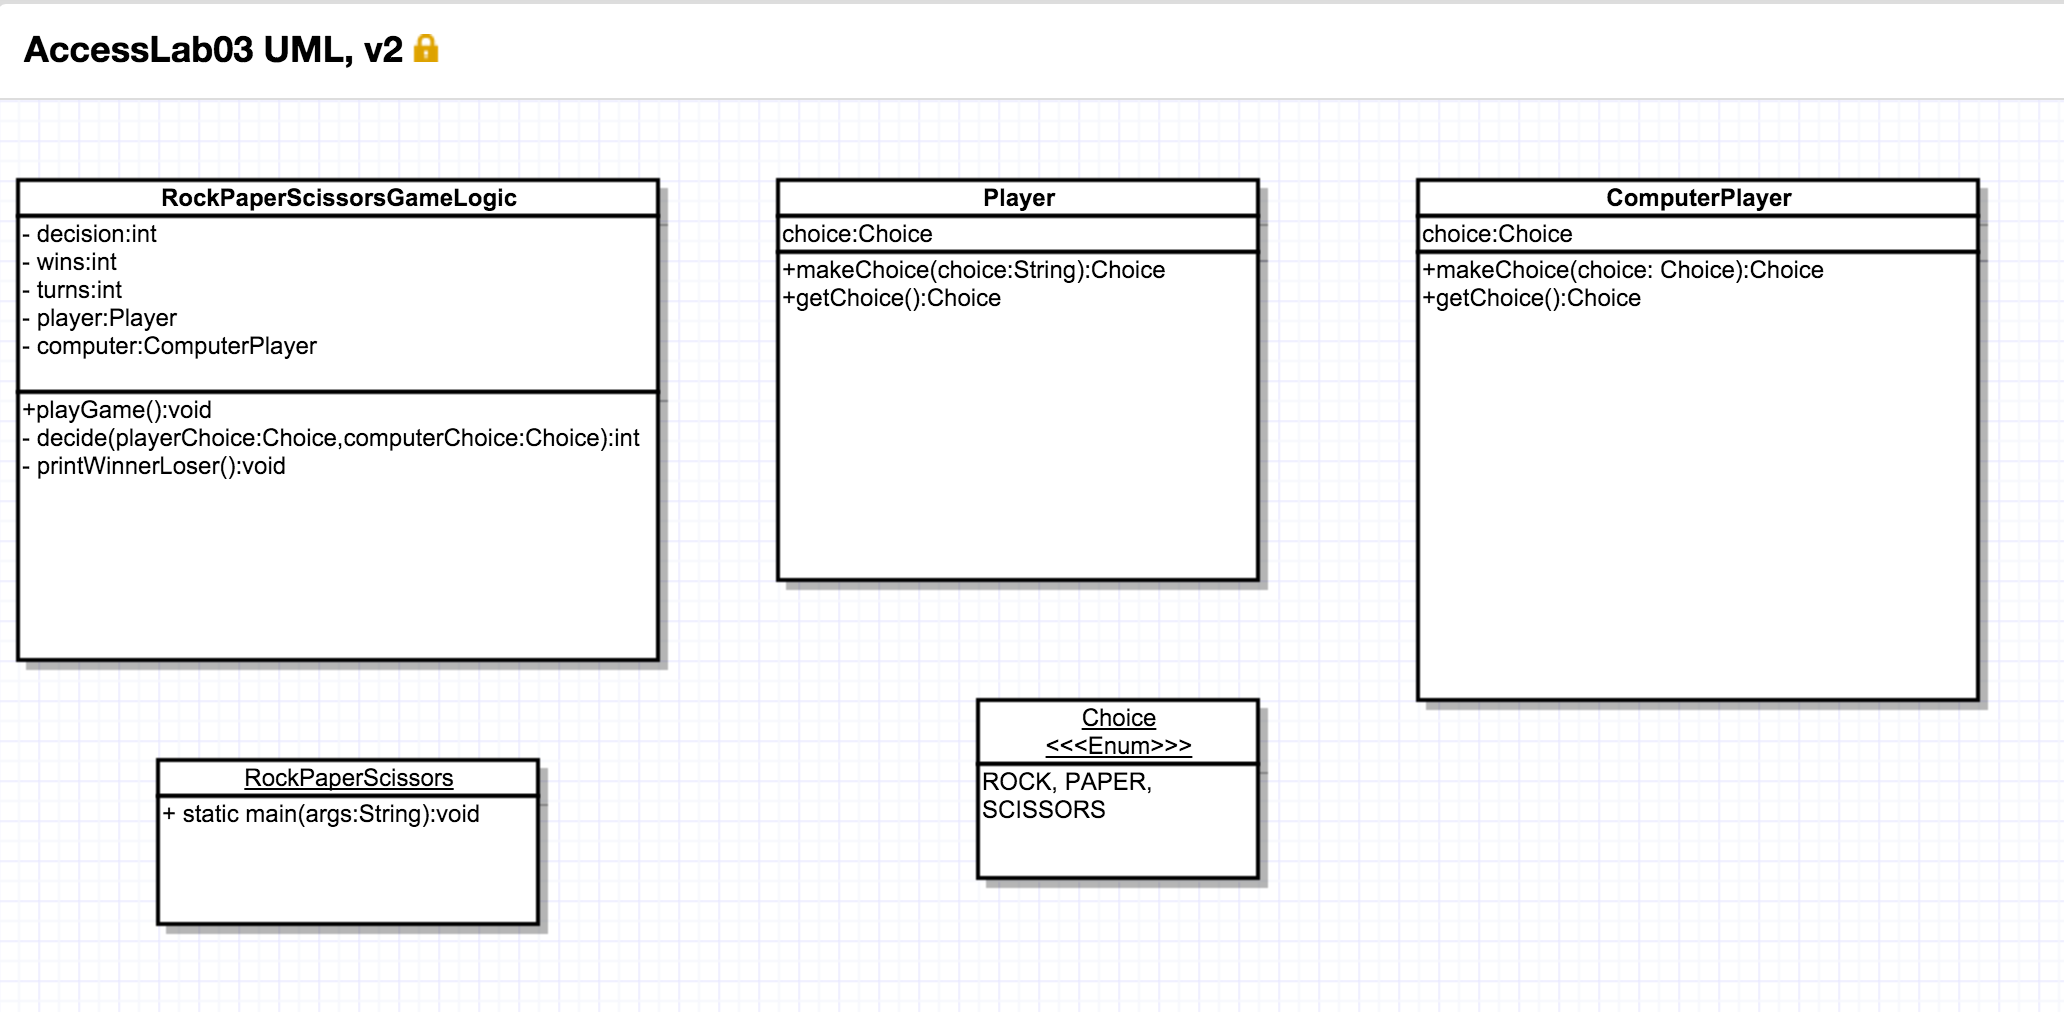 AccessLab03 UML, v2
RockPaperScissorsGameLogic
- decision:int
- wins:int
- turns:int
- player:Player
- computer:ComputerPlayer
+playGame():void
- decide(playerChoice:Choice,computerChoice:Choice):int
- printWinnerLoser():void
Player
choice:Choice
+makeChoice(choice:String):Choice
+getChoice():Choice
ComputerPlayer
choice:Choice
+makeChoice(choice: Choice):Choice
+getChoice():Choice
RockPaperScissors
+ static main(args:String):void
Choice
<<<Enum>>>
ROCK, PAPER,
SCISSORS